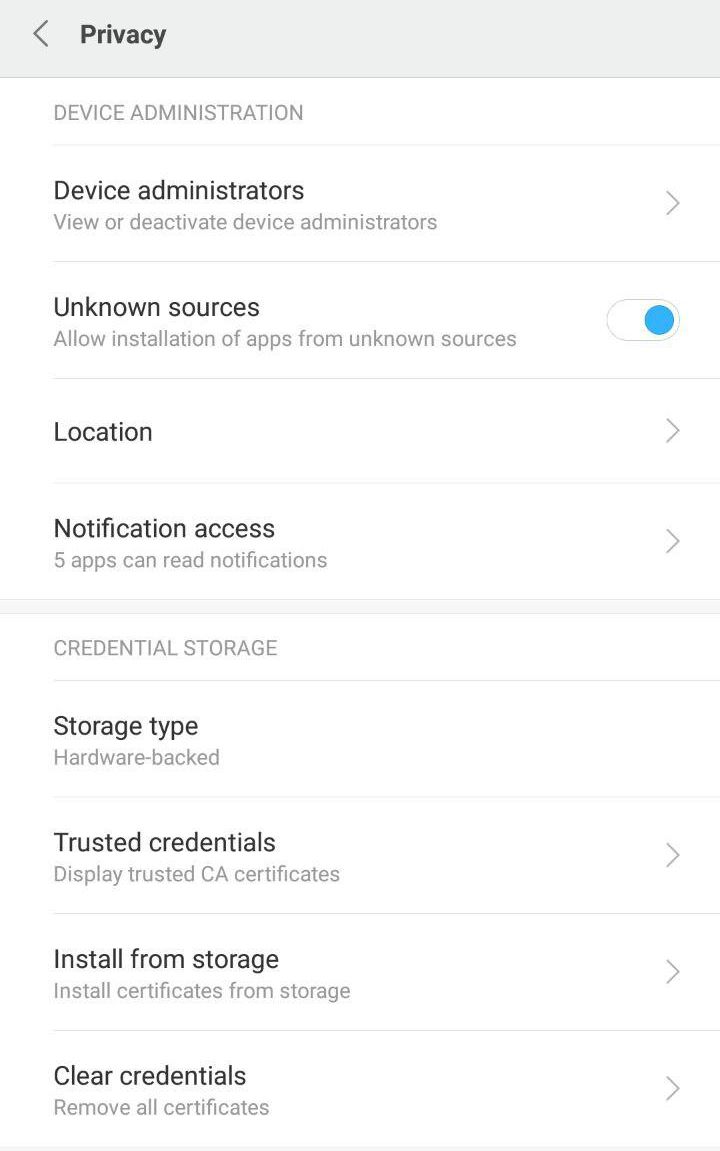 Privacy
DEVICE ADMINISTRATION
Device administrators
View or deactivate device administrators
Unknown sources
Allow installation of apps from unknown sources
Location
Notification access
5 apps can read notifications
CREDENTIAL STORAGE
Storage type
Hardware-backed
Trusted credentials
Display trusted CA certificates
Install from storage
Install certificates from storage
Clear credentials
Remove all certificates